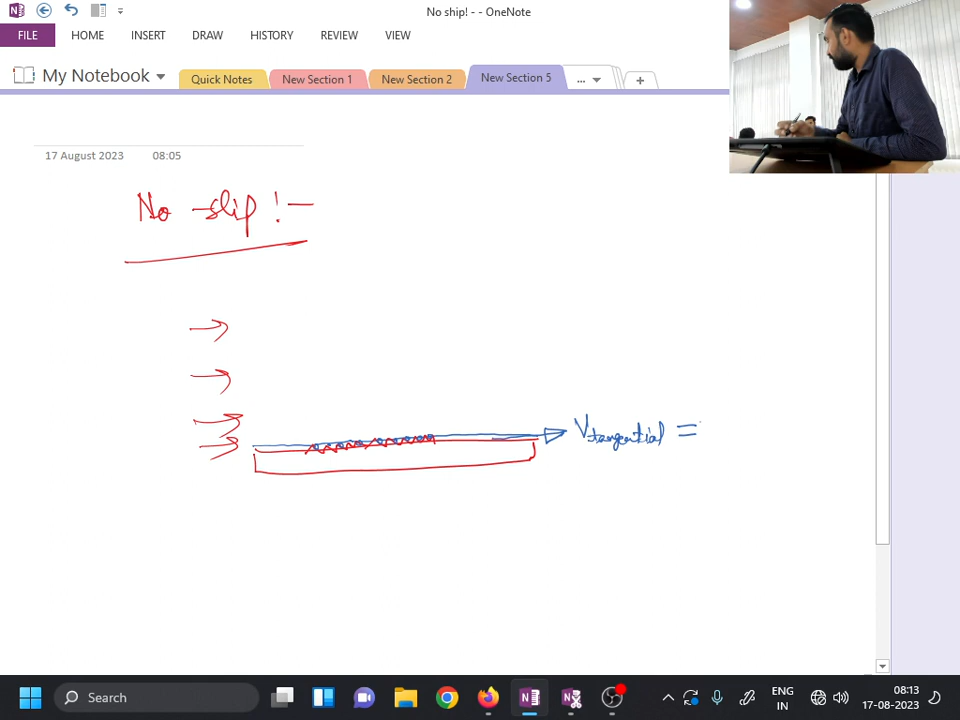 No ship! - - OneNote
FILE HOME INSERT DRAW HISTORY REVIEW VIEW
My Notebook Quick Notes New Section 1 New Section 2 New Section 5 ... +
17 August 2023 08:05
No slip! -
Vtangential =
Search
ENG
IN
08:13
17-08-2023